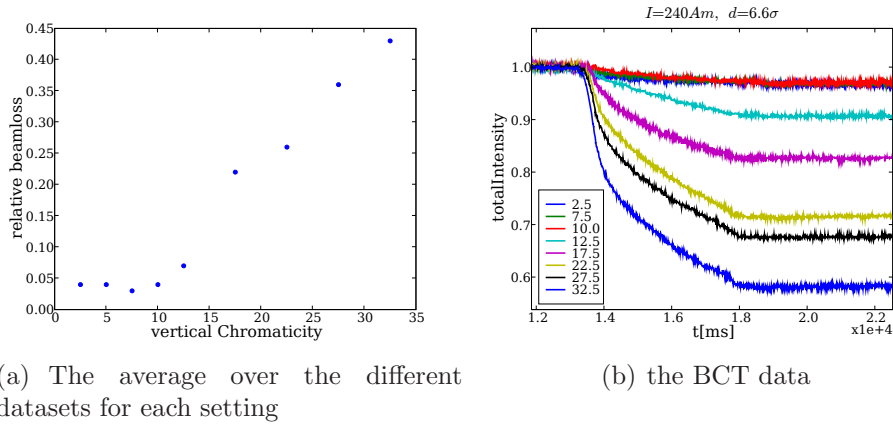 I=240Am, d=6.6σ
0.45
0.40
0.35
0.30
0.25
0.20
0.15
0.10
0.05
0.00
relative beamloss
0 5 10 15 20 25 30 35
vertical Chromaticity
1.0
0.9
0.8
0.7
0.6
totalIntensity
2.5
7.5
10.0
12.5
17.5
22.5
27.5
32.5
1.2 1.4 1.6 1.8 2.0 2.2
t[ms]
x1e+4
(a) The average over the different
datasets for each setting
(b) the BCT data